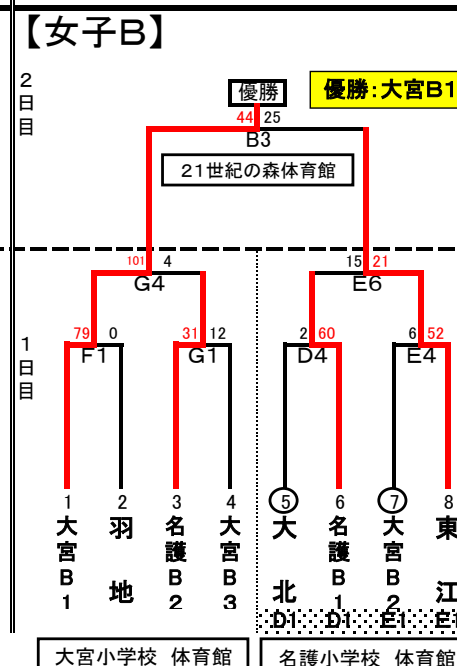 【女子B】
2日目
優勝
優勝:大宮B1
44 25
B3
21世紀の森体育館
101 4
G4
15 21
E6
1日目
79 0
F1
31 12
G1
2 60
D4
6 52
E4
1 2 3 4 ⑤ 6 ⑦ 8
大宮B1
羽地
名護B2
大宮B3
大北
名護B1
大宮B2
東江
D1 D1 E1 E1
大宮小学校 体育館
名護小学校 体育館